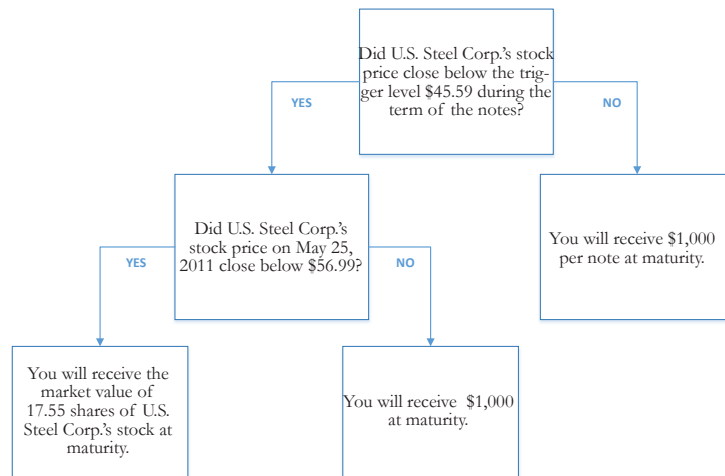 Did U.S. Steel Corp.'s stock
price close below the trig-
ger level $45.59 during the
term of the notes?
YES
NO
Did U.S. Steel Corp.'s
stock price on May 25,
2011 close below $56.99?
You will receive $1,000
per note at maturity.
YES
NO
You will receive the
market value of
17.55 shares of U.S.
Steel Corp.'s stock at
maturity.
You will receive $1,000
at maturity.